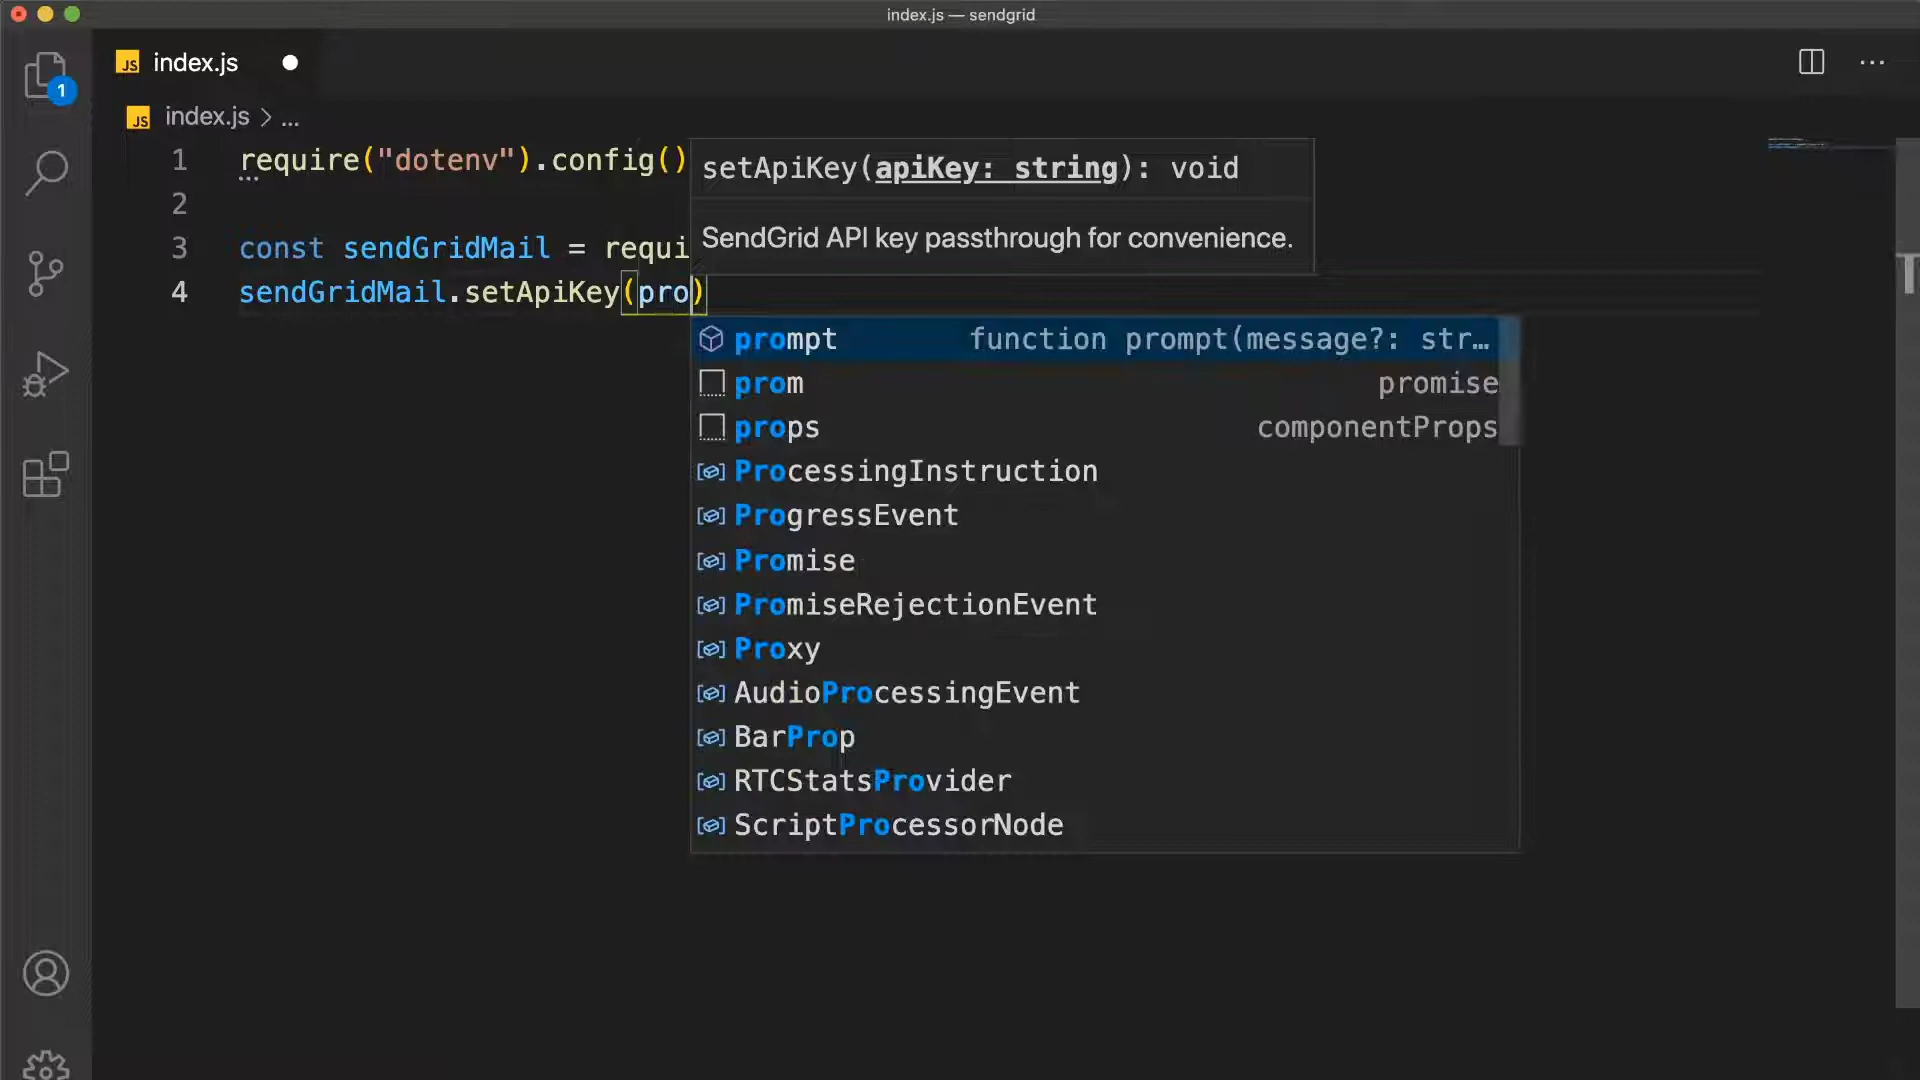 index.js — sendgrid
1
JS index.js
JS index.js > ...
1 require("dotenv").config()
2
3 const sendGridMail = requi
4 sendGridMail.setApiKey(pro)
setApiKey(apiKey: string): void
SendGrid API key passthrough for convenience.
prompt function prompt(message?: str…
prom promise
props componentProps
ProcessingInstruction
ProgressEvent
Promise
PromiseRejectionEvent
Proxy
AudioProcessingEvent
BarProp
RTCStatsProvider
ScriptProcessorNode